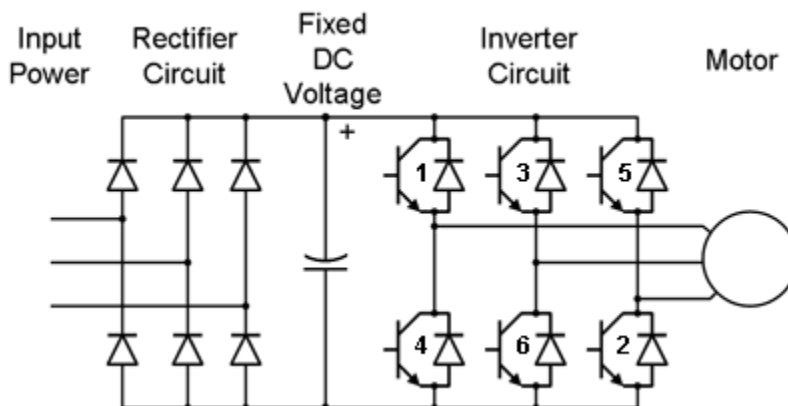 Input
Power
Rectifier
Circuit
Fixed
DC
Voltage
+
Inverter
Circuit
Motor
1
3
5
4
6
2